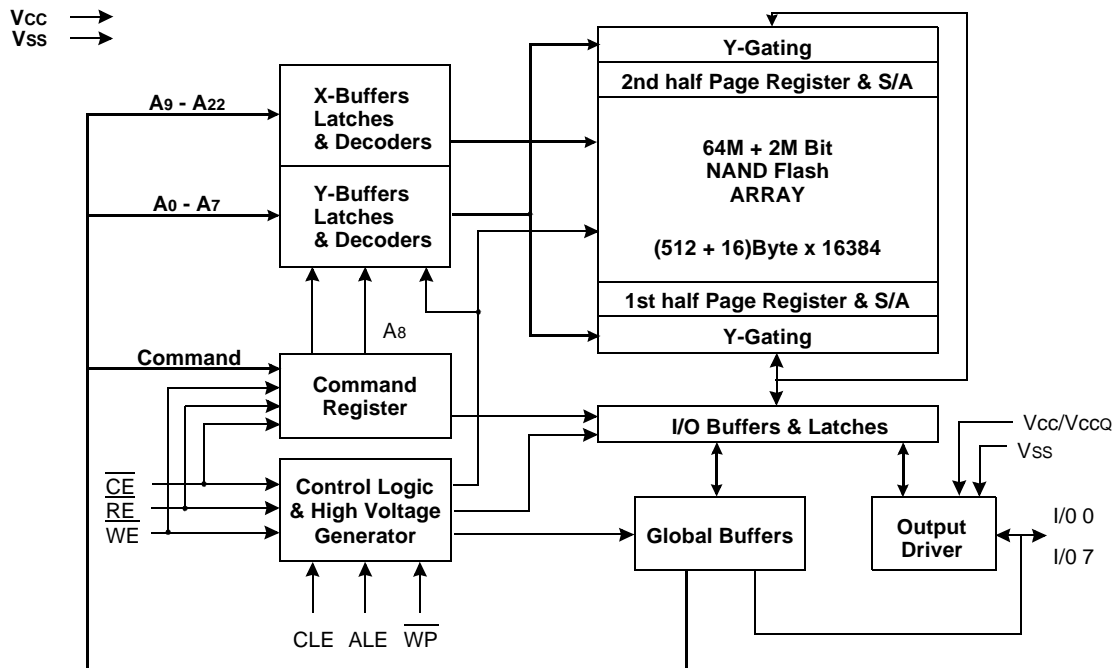 VCC
VSS
Y-Gating
2nd half Page Register & S/A
X-Buffers
Latches
& Decoders
A9 - A22
64M + 2M Bit
NAND Flash
ARRAY
(512 + 16)Byte x 16384
Y-Buffers
Latches
& Decoders
A0 - A7
1st half Page Register & S/A
Y-Gating
A8
Command
Command
Register
I/O Buffers & Latches
Vcc/VccQ
VSS
CE
RE
WE
Control Logic
& High Voltage
Generator
Global Buffers
Output
Driver
I/0 0
I/0 7
CLE
ALE
WP